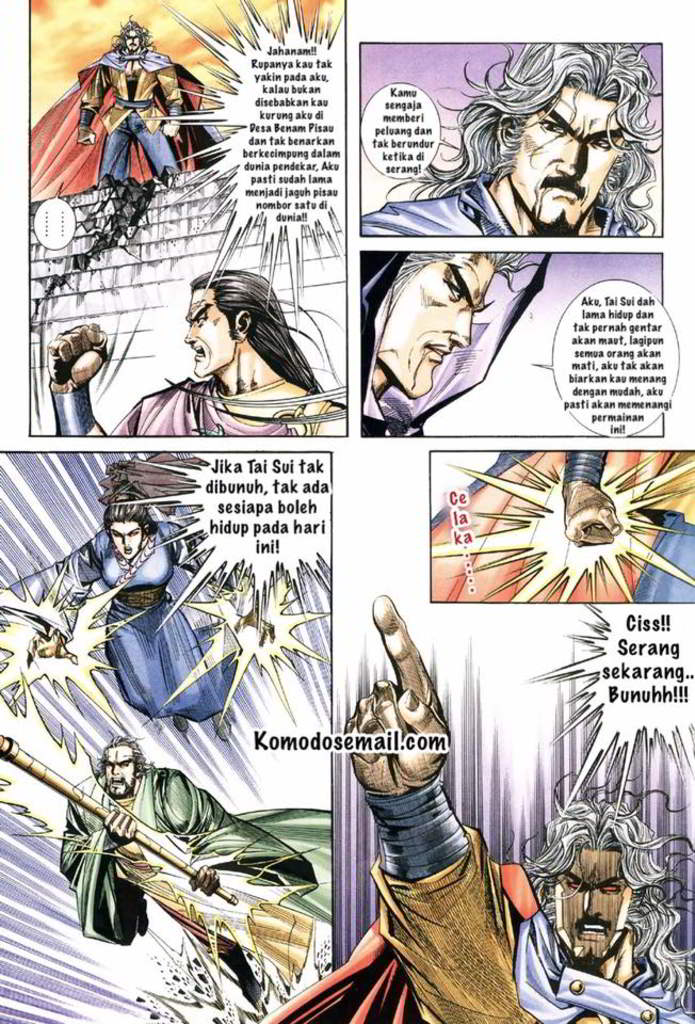 Jahanam!!
Rupanya kau tak
yakin pada aku,
kalau bukan
disebabkan kau
kurung aku di
Desa Benam Pisau
dan tak benarkan
berkecimpung dalam
dunia pendekar, Aku
pasti sudah lama
menjadi jaguh pisau
nombor satu di
dunia!!
...
...
Kamu
sengaja
memberi
peluang dan
tak berundur
ketika di
serang!
Aku, Tai Sui dah
lama hidup dan
tak pernah gentar
akan maut, lagipun
semua orang akan
mati, aku tak akan
biarkan kau menang
dengan mudah, aku
pasti akan memenangi
permainan
ini!
Jika Tai Sui tak
dibunuh, tak ada
sesiapa boleh
hidup pada hari
ini!
Ce
la
ka
......
Ciss!!
Serang
sekarang..
Bunuhh!!!
Komodosemail.com